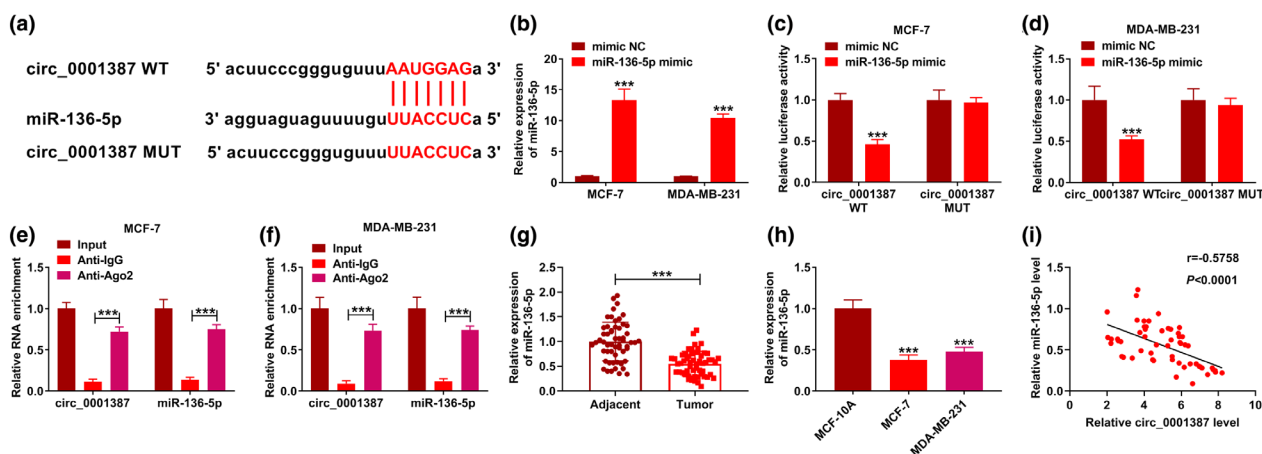 (a)
circ_0001387 WT 5' acuucccggguguuuAAUGGAGa 3'
miR-136-5p 3' agguaguaguuuuguUUACCUCa 5'
circ_0001387 MUT 5' acuucccggguguuuUUACCUCa 3'
(b)
mimic NC
miR-136-5p mimic
Relative expression
of miR-136-5p
20
15
10
5
0
***
***
MCF-7 MDA-MB-231
(c)
MCF-7
mimic NC
miR-136-5p mimic
Relative luciferase activity
1.5
1.0
0.5
0.0
***
circ_0001387 circ_0001387
WT MUT
(d)
MDA-MB-231
mimic NC
miR-136-5p mimic
Relative luciferase activity
1.5
1.0
0.5
0.0
***
circ_0001387 WT circ_0001387 MUT
(e)
MCF-7
Input
Anti-IgG
Anti-Ago2
Relative RNA enrichment
1.5
1.0
0.5
0.0
*** ***
circ_0001387 miR-136-5p
(f)
MDA-MB-231
Input
Anti-IgG
Anti-Ago2
Relative RNA enrichment
1.5
1.0
0.5
0.0
*** ***
circ_0001387 miR-136-5p
(g)
Relative expression
of miR-136-5p
2.5
2.0
1.5
1.0
0.5
0.0
***
Adjacent Tumor
(h)
Relative expression
of miR-136-5p
1.5
1.0
0.5
0.0
*** ***
MCF-10A MCF-7 MDA-MB-231
(i)
r=-0.5758
P<0.0001
Relative miR-136-5p level
1.5
1.0
0.5
0.0
0 2 4 6 8 10
Relative circ_0001387 level